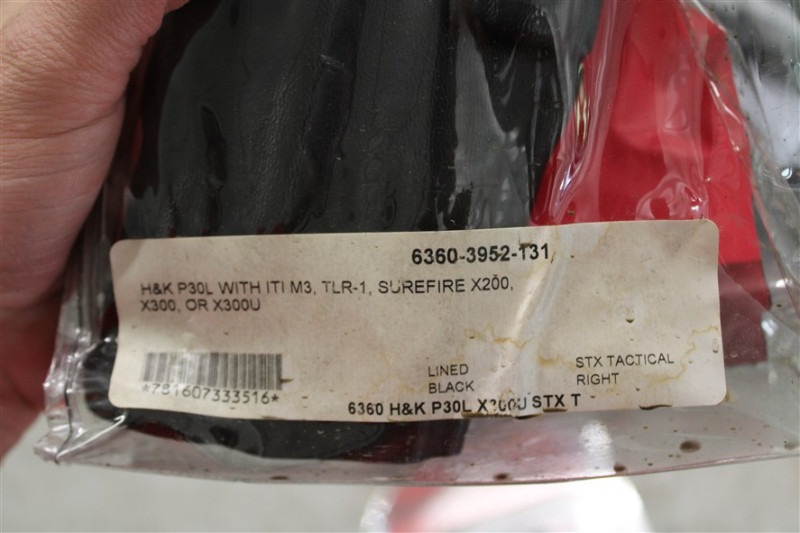 6360-3952-131
H&K P30L WITH ITI M3, TLR-1, SUREFIRE X200,
X300, OR X300U
LINED
BLACK
STX TACTICAL
RIGHT
*781607333516*
6360 H&K P30L X300U STX T